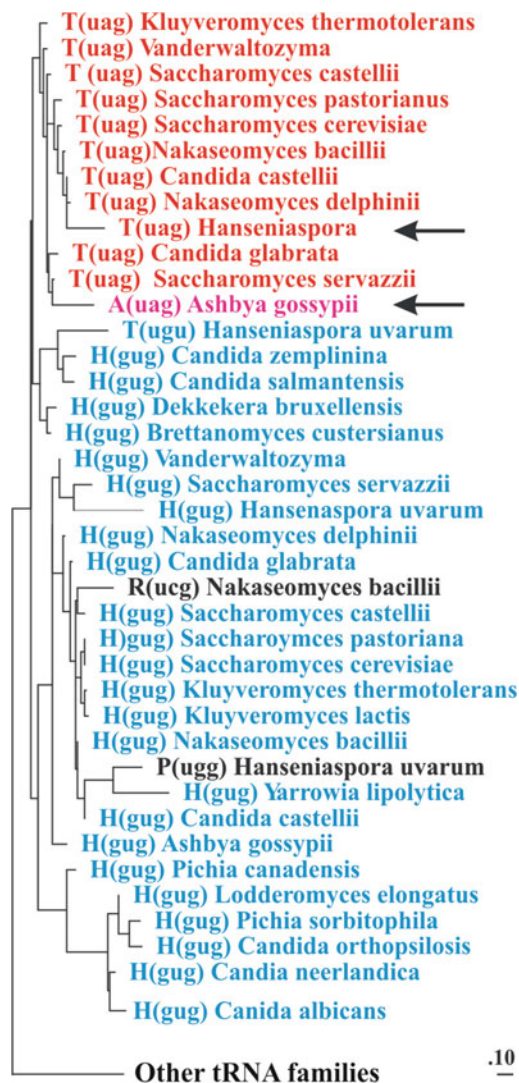 T(uag) Kluyveromyces thermotolerans
T(uag) Vanderwaltozyma
T (uag) Saccharomyces castellii
T(uag) Saccharomyces pastorianus
T(uag) Saccharomyces cerevisiae
T(uag)Nakaseomyces bacillii
T(uag) Candida castellii
T(uag) Nakaseomyces delphinii
T(uag) Hanseniaspora
T(uag) Candida glabrata
T(uag) Saccharomyces servazzii
A(uag) Ashbya gossypii
T(ugu) Hanseniaspora uvarum
H(gug) Candida zemplinina
H(gug) Candida salmantensis
H(gug) Dekkekera bruxellensis
H(gug) Brettanomyces custersianus
H(gug) Vanderwaltozyma
H(gug) Saccharomyces servazzii
H(gug) Hansenaspora uvarum
H(gug) Nakaseomyces delphinii
H(gug) Candida glabrata
R(ucg) Nakaseomyces bacillii
H(gug) Saccharomyces castellii
H)gug) Saccharoymces pastoriana
H(gug) Saccharomyces cerevisiae
H(gug) Kluyveromyces thermotolerans
H(gug) Kluyveromyces lactis
H(gug) Nakaseomyces bacillii
P(ugg) Hanseniaspora uvarum
H(gug) Yarrowia lipolytica
H(gug) Candida castellii
H(gug) Ashbya gossypii
H(gug) Pichia canadensis
H(gug) Lodderomyces elongatus
H(gug) Pichia sorbitophila
H(gug) Candida orthopsilosis
H(gug) Candia neerlandica
H(gug) Canida albicans
.10
Other tRNA families